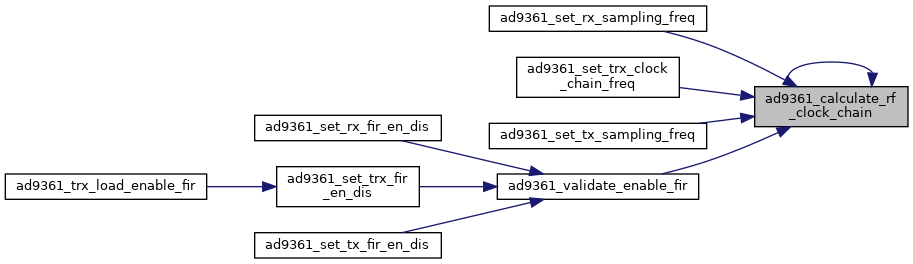 ad9361_set_rx_sampling_freq
ad9361_set_trx_clock
_chain_freq
ad9361_calculate_rf
_clock_chain
ad9361_set_rx_fir_en_dis
ad9361_set_tx_sampling_freq
ad9361_trx_load_enable_fir
ad9361_set_trx_fir
_en_dis
ad9361_validate_enable_fir
ad9361_set_tx_fir_en_dis